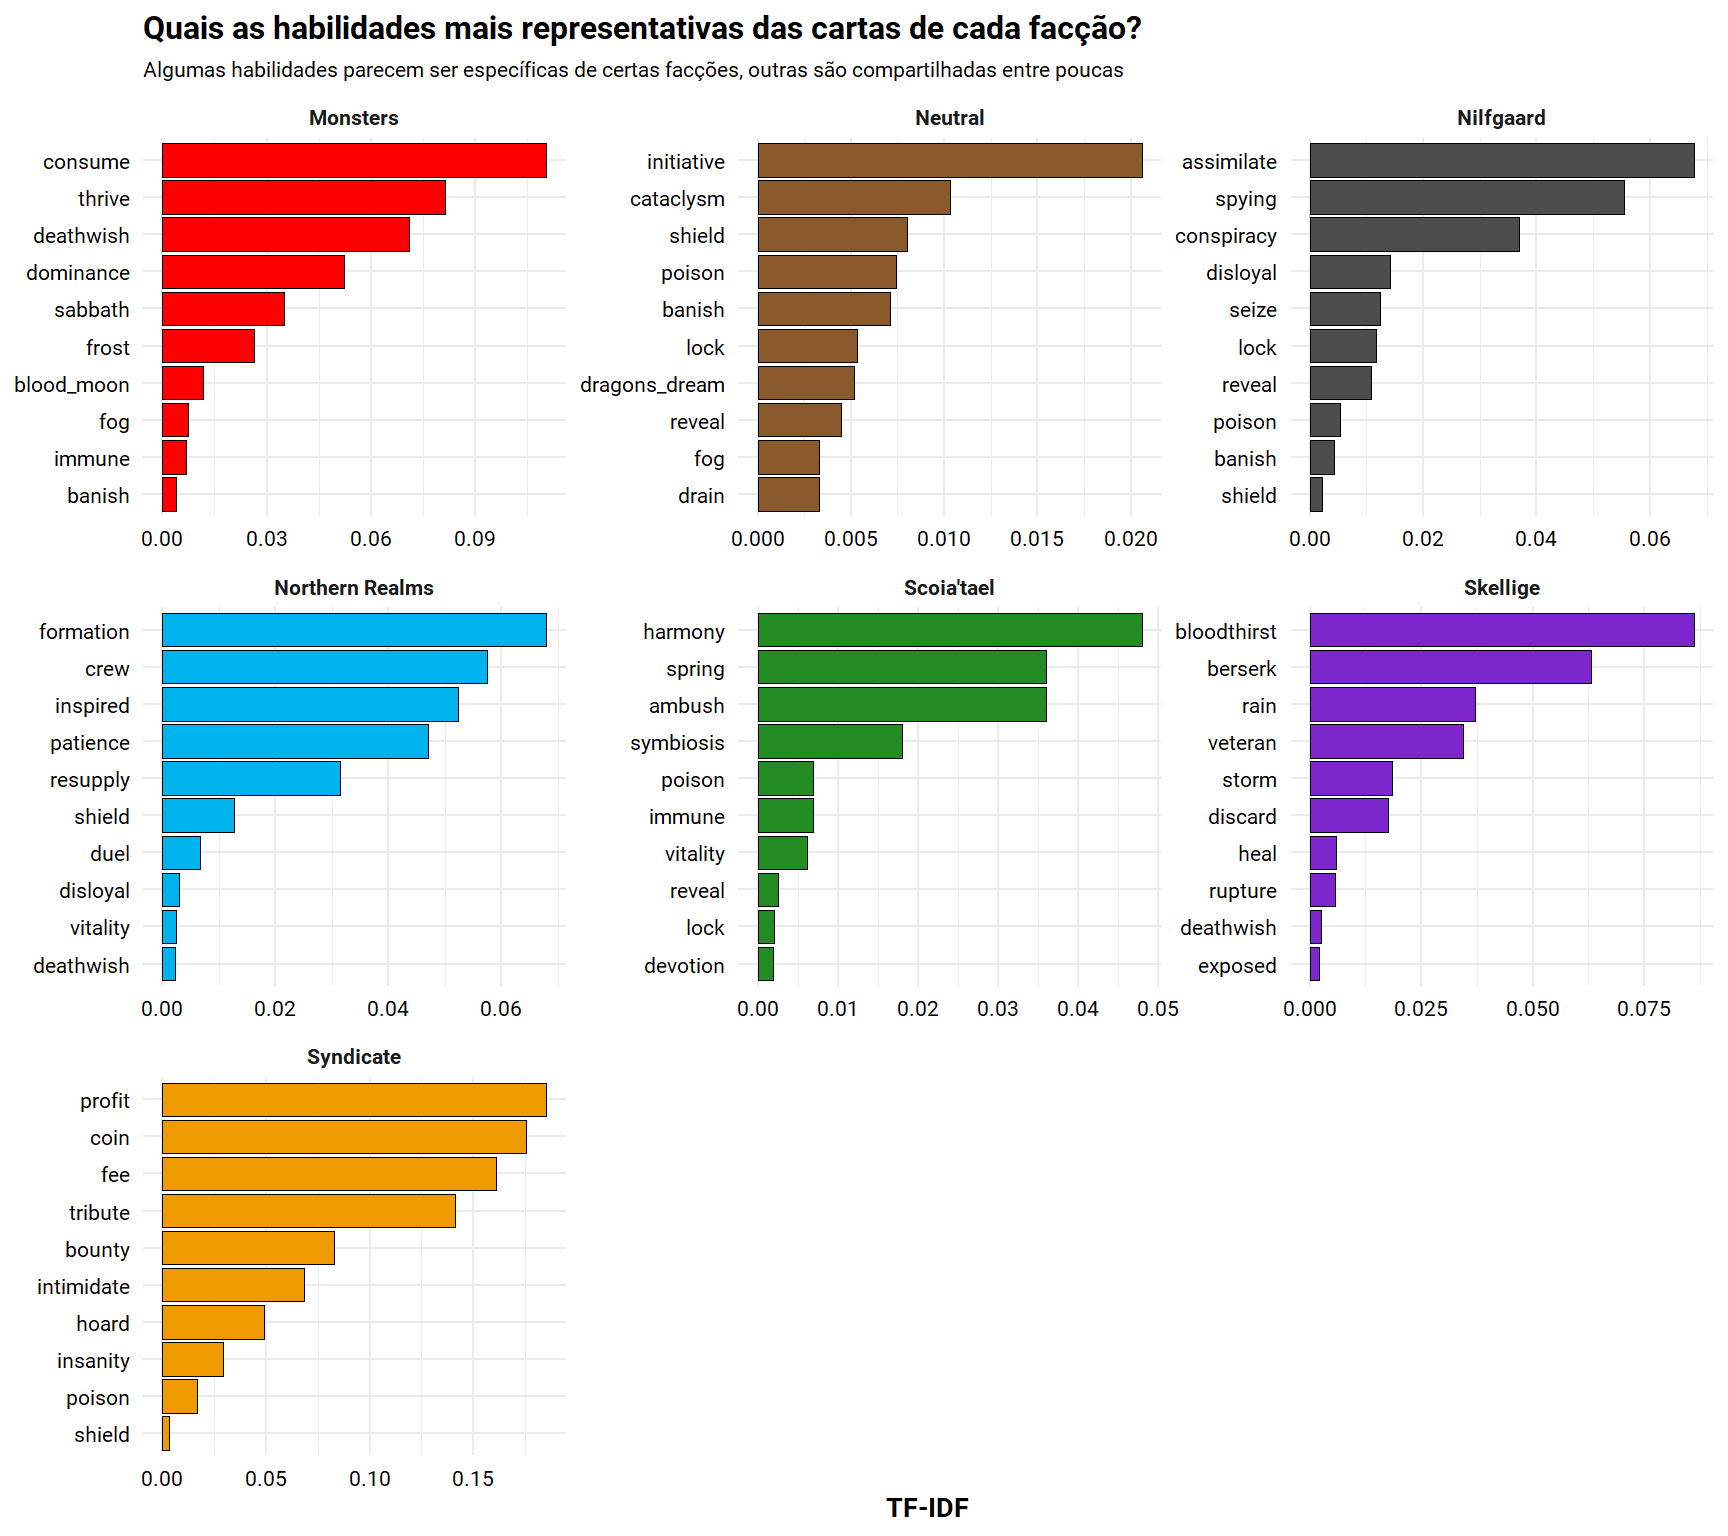 Quais as habilidades mais representativas das cartas de cada facção?
Algumas habilidades parecem ser específicas de certas facções, outras são compartilhadas entre poucas
Monsters
consume
thrive
deathwish
dominance
sabbath
frost
blood_moon
fog
immune
banish
0.00 0.03 0.06 0.09
Neutral
initiative
cataclysm
shield
poison
banish
lock
dragons_dream
reveal
fog
drain
0.000 0.005 0.010 0.015 0.020
Nilfgaard
assimilate
spying
conspiracy
disloyal
seize
lock
reveal
poison
banish
shield
0.00 0.02 0.04 0.06
Northern Realms
formation
crew
inspired
patience
resupply
shield
duel
disloyal
vitality
deathwish
0.00 0.02 0.04 0.06
Scoia'tael
harmony
spring
ambush
symbiosis
poison
immune
vitality
reveal
lock
devotion
0.00 0.01 0.02 0.03 0.04 0.05
Skellige
bloodthirst
berserk
rain
veteran
storm
discard
heal
rupture
deathwish
exposed
0.000 0.025 0.050 0.075
Syndicate
profit
coin
fee
tribute
bounty
intimidate
hoard
insanity
poison
shield
0.00 0.05 0.10 0.15
TF-IDF